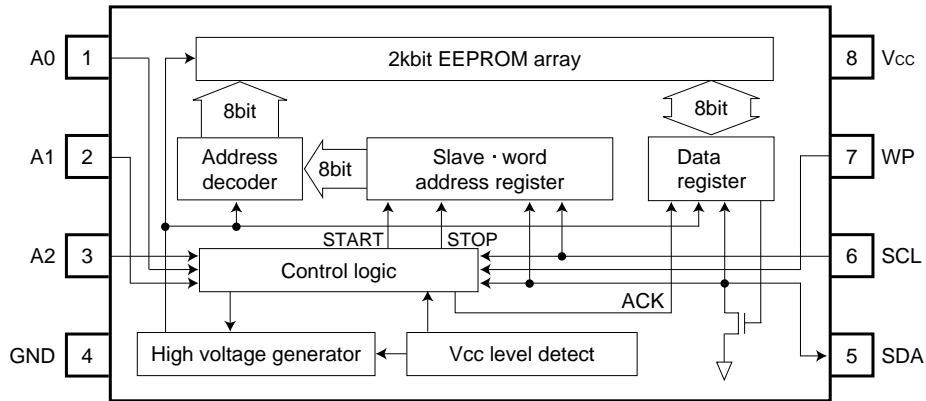 A0 1
2kbit EEPROM array
8 Vcc
8bit
8bit
A1 2
Address
decoder
8bit
Slave・word
address register
Data
register
7 WP
START
STOP
A2 3
Control logic
6 SCL
ACK
GND 4
High voltage generator
Vcc level detect
5 SDA